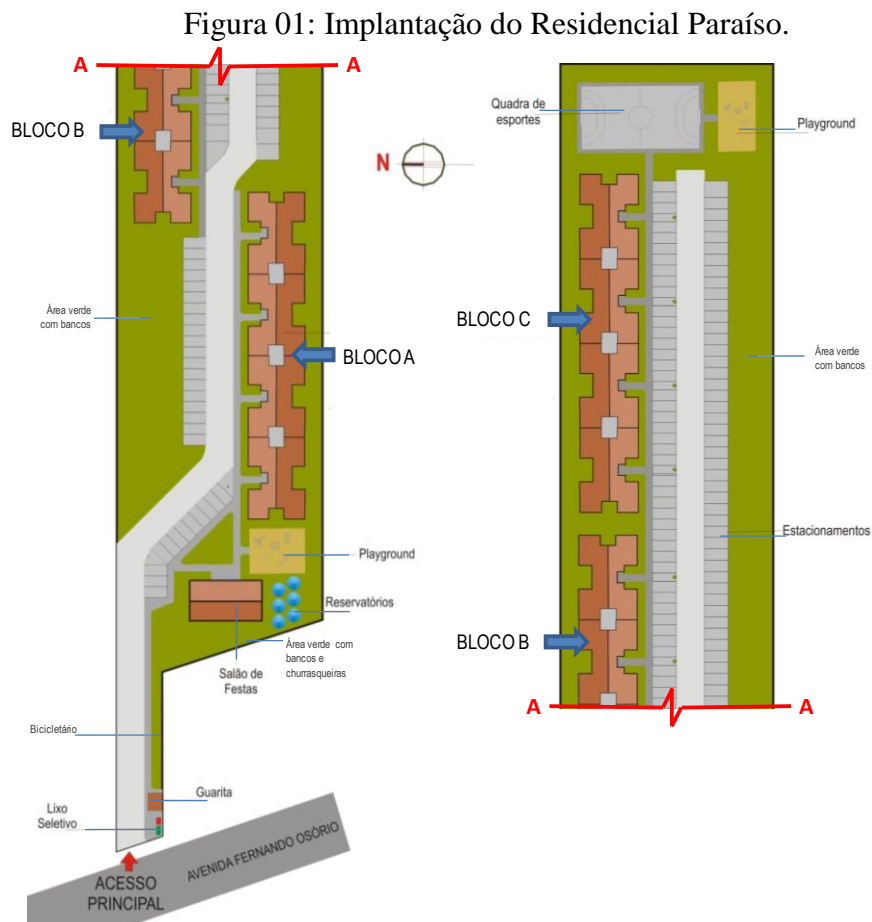 Figura 01: Implantação do Residencial Paraíso.
A
A
BLOCO B
N
Área verde
com bancos
BLOCO A
Playground
Reservatórios
Área verde com
bancos e
churrasqueiras
Salão de
Festas
Bicicletário
Guarita
Lixo
Seletivo
AVENIDA FERNANDO OSÓRIO
ACESSO
PRINCIPAL
Quadra de
esportes
Playground
BLOCO C
Área verde
com bancos
Estacionamentos
BLOCO B
A
A